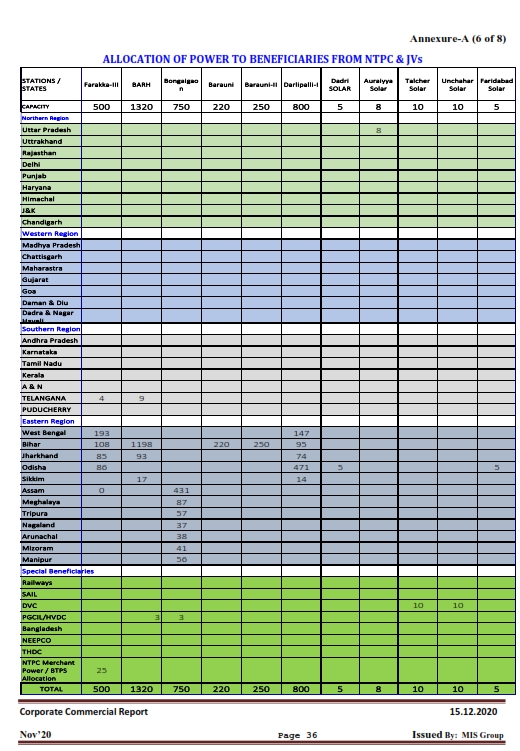 Annexure-A (6 of 8)
ALLOCATION OF POWER TO BENEFICIARIES FROM NTPC & JVs
STATIONS / STATES Farakka-III BARH Bongaigaon Barauni Barauni-II Darlipalli-I Dadri SOLAR Auraiyya Solar Talcher Solar Unchahar Solar Faridabad Solar
CAPACITY 500 1320 750 220 250 800 5 8 10 10 5
Northern Region
Uttar Pradesh 8
Uttrakhand
Rajasthan
Delhi
Punjab
Haryana
Himachal
J&K
Chandigarh
Western Region
Madhya Pradesh
Chattisgarh
Maharastra
Gujarat
Goa
Daman & Diu
Dadra & Nagar Haveli
Southern Region
Andhra Pradesh
Karnataka
Tamil Nadu
Kerala
A & N
TELANGANA 4 9
PUDUCHERRY
Eastern Region
West Bengal 193 147
Bihar 108 1198 220 250 95
Jharkhand 85 93 74
Odisha 86 471 5 5
Sikkim 17 14
Assam 0 431
Meghalaya 87
Tripura 57
Nagaland 37
Arunachal 38
Mizoram 41
Manipur 56
Special Beneficiaries
Railways
SAIL
DVC 10 10
PGCIL/HVDC 3 3
Bangladesh
NEEPCO
THDC
NTPC Merchant Power / BTPS Allocation 25
TOTAL 500 1320 750 220 250 800 5 8 10 10 5
Corporate Commercial Report 15.12.2020
Nov'20 Page 36 Issued By: MIS Group